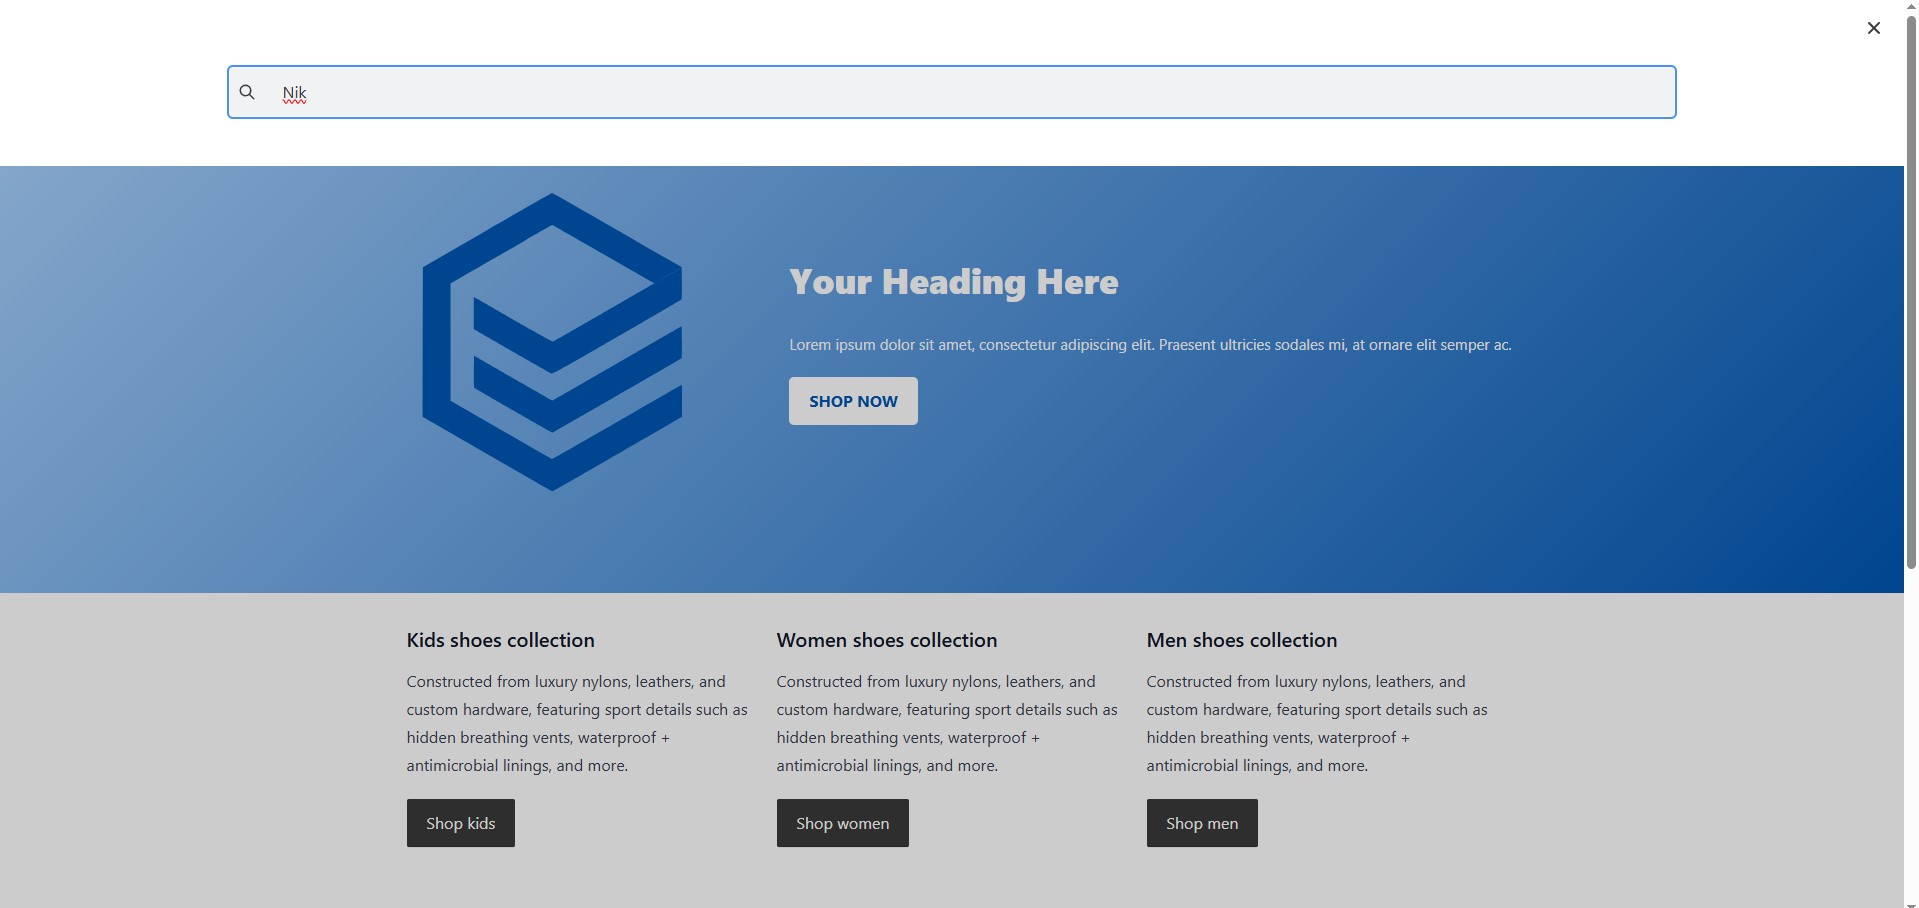 Nik
Your Heading Here
Lorem ipsum dolor sit amet, consectetur adipiscing elit. Praesent ultricies sodales mi, at ornare elit semper ac.
SHOP NOW
Kids shoes collection
Constructed from luxury nylons, leathers, and
custom hardware, featuring sport details such as
hidden breathing vents, waterproof +
antimicrobial linings, and more.
Shop kids
Women shoes collection
Constructed from luxury nylons, leathers, and
custom hardware, featuring sport details such as
hidden breathing vents, waterproof +
antimicrobial linings, and more.
Shop women
Men shoes collection
Constructed from luxury nylons, leathers, and
custom hardware, featuring sport details such as
hidden breathing vents, waterproof +
antimicrobial linings, and more.
Shop men